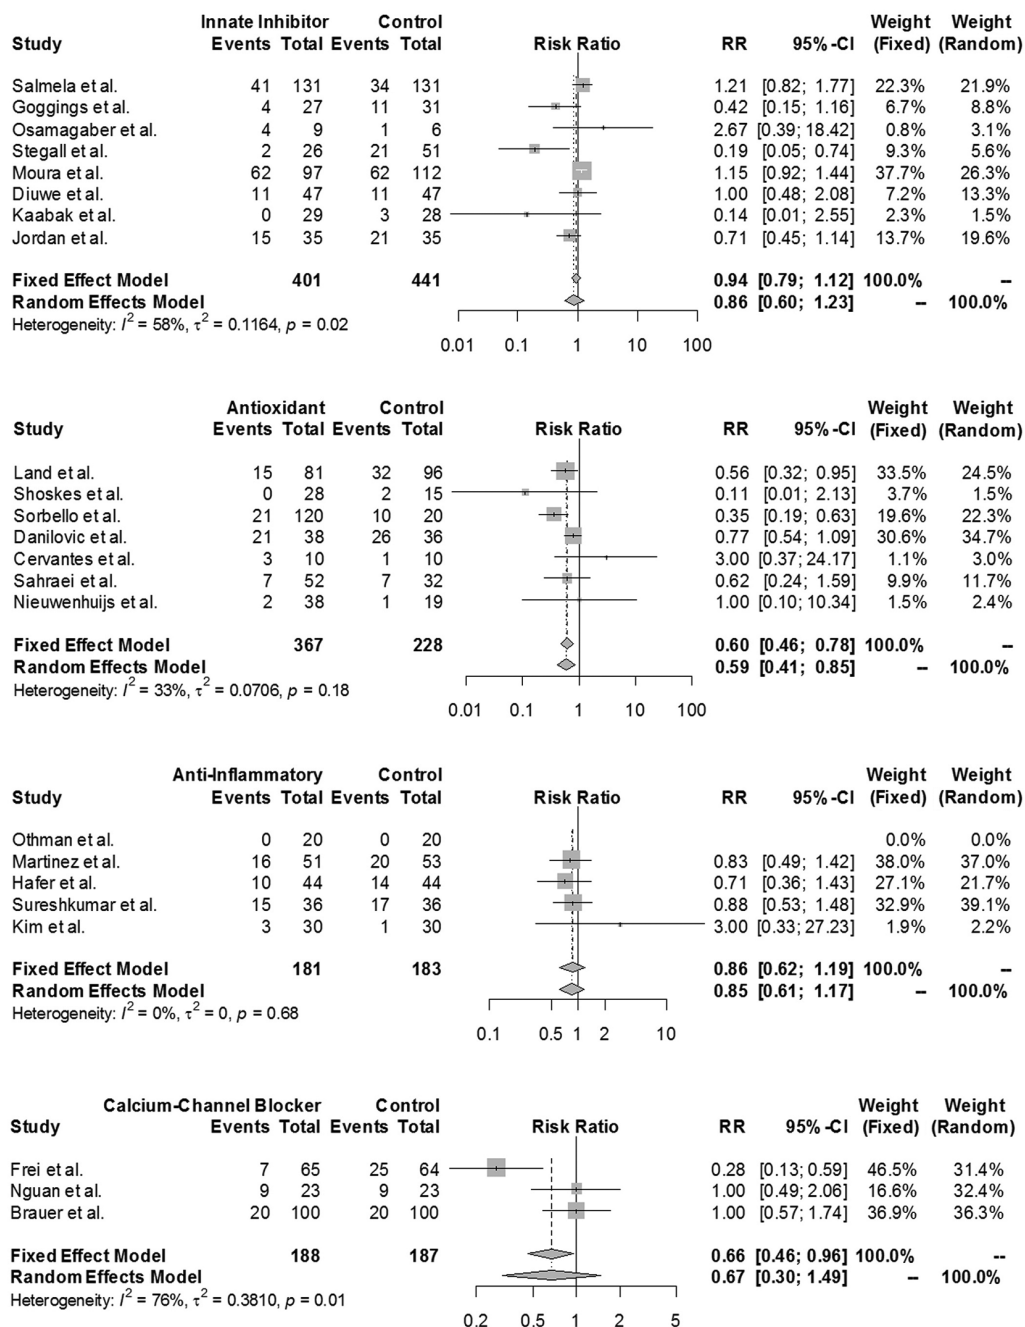 Innate Inhibitor Control Weight Weight
Study Events Total Events Total Risk Ratio RR 95%-CI (Fixed) (Random)
Salmela et al. 41 131 34 131 1.21 [0.82; 1.77] 22.3% 21.9%
Goggings et al. 4 27 11 31 0.42 [0.15; 1.16] 6.7% 8.8%
Osamagaber et al. 4 9 1 6 2.67 [0.39; 18.42] 0.8% 3.1%
Stegall et al. 2 26 21 51 0.19 [0.05; 0.74] 9.3% 5.6%
Moura et al. 62 97 62 112 1.15 [0.92; 1.44] 37.7% 26.3%
Diuwe et al. 11 47 11 47 1.00 [0.48; 2.08] 7.2% 13.3%
Kaabak et al. 0 29 3 28 0.14 [0.01; 2.55] 2.3% 1.5%
Jordan et al. 15 35 21 35 0.71 [0.45; 1.14] 13.7% 19.6%
Fixed Effect Model 401 441 0.94 [0.79; 1.12] 100.0% --
Random Effects Model 0.86 [0.60; 1.23] -- 100.0%
Heterogeneity: I² = 58%, τ² = 0.1164, p = 0.02
0.01 0.1 1 10 100
Antioxidant Control Weight Weight
Study Events Total Events Total Risk Ratio RR 95%-CI (Fixed) (Random)
Land et al. 15 81 32 96 0.56 [0.32; 0.95] 33.5% 24.5%
Shoskes et al. 0 28 2 15 0.11 [0.01; 2.13] 3.7% 1.5%
Sorbello et al. 21 120 10 20 0.35 [0.19; 0.63] 19.6% 22.3%
Danilovic et al. 21 38 26 36 0.77 [0.54; 1.09] 30.6% 34.7%
Cervantes et al. 3 10 1 10 3.00 [0.37; 24.17] 1.1% 3.0%
Sahraei et al. 7 52 7 32 0.62 [0.24; 1.59] 9.9% 11.7%
Nieuwenhuijs et al. 2 38 1 19 1.00 [0.10; 10.34] 1.5% 2.4%
Fixed Effect Model 367 228 0.60 [0.46; 0.78] 100.0% --
Random Effects Model 0.59 [0.41; 0.85] -- 100.0%
Heterogeneity: I² = 33%, τ² = 0.0706, p = 0.18
0.01 0.1 1 10 100
Anti-Inflammatory Control Weight Weight
Study Events Total Events Total Risk Ratio RR 95%-CI (Fixed) (Random)
Othman et al. 0 20 0 20 0.0% 0.0%
Martinez et al. 16 51 20 53 0.83 [0.49; 1.42] 38.0% 37.0%
Hafer et al. 10 44 14 44 0.71 [0.36; 1.43] 27.1% 21.7%
Sureshkumar et al. 15 36 17 36 0.88 [0.53; 1.48] 32.9% 39.1%
Kim et al. 3 30 1 30 3.00 [0.33; 27.23] 1.9% 2.2%
Fixed Effect Model 181 183 0.86 [0.62; 1.19] 100.0% --
Random Effects Model 0.85 [0.61; 1.17] -- 100.0%
Heterogeneity: I² = 0%, τ² = 0, p = 0.68
0.1 0.5 1 2 10
Calcium-Channel Blocker Control Weight Weight
Study Events Total Events Total Risk Ratio RR 95%-CI (Fixed) (Random)
Frei et al. 7 65 25 64 0.28 [0.13; 0.59] 46.5% 31.4%
Nguan et al. 9 23 9 23 1.00 [0.49; 2.06] 16.6% 32.4%
Brauer et al. 20 100 20 100 1.00 [0.57; 1.74] 36.9% 36.3%
Fixed Effect Model 188 187 0.66 [0.46; 0.96] 100.0% --
Random Effects Model 0.67 [0.30; 1.49] -- 100.0%
Heterogeneity: I² = 76%, τ² = 0.3810, p = 0.01
0.2 0.5 1 2 5